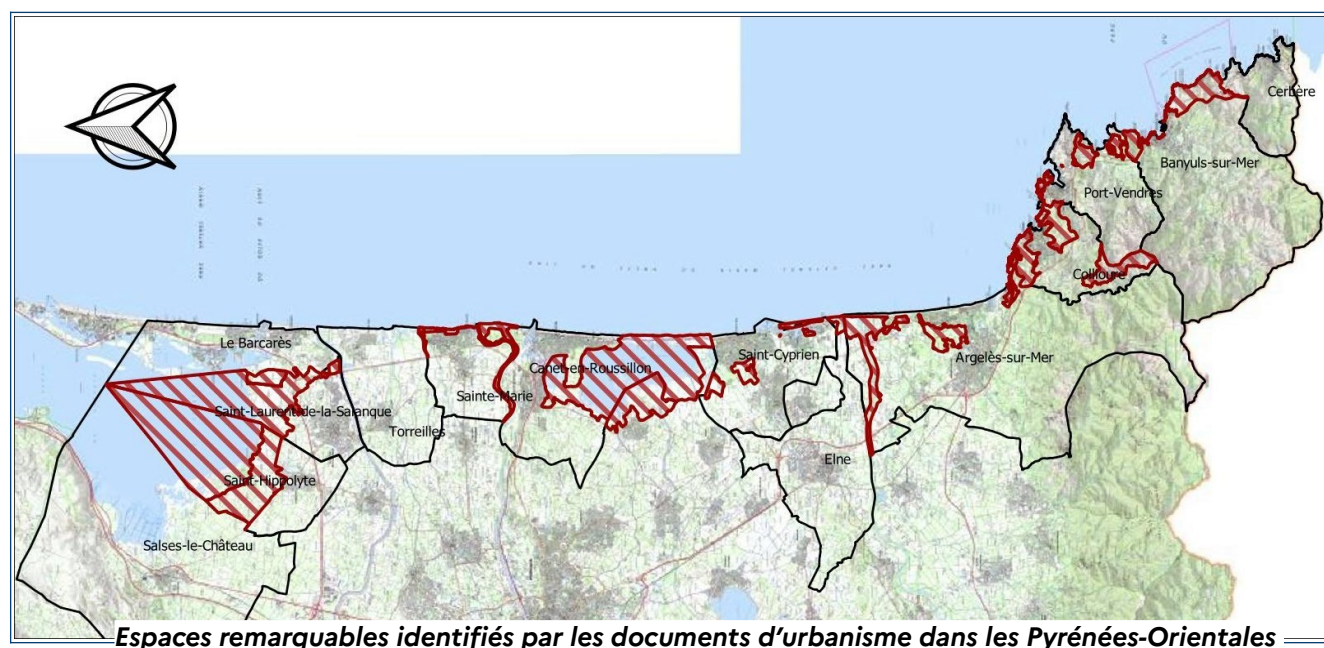 Cerbère
Banyuls-sur-Mer
Port-Vendres
Collioure
Le Barcarès
Saint-Cyprien
Argelès-sur-Mer
Canet-en-Roussillon
Sainte-Marie
Saint-Laurent-de-la-Salanque
Torreilles
Elne
Saint-Hippolyte
Salses-le-Château
Espaces remarquables identifiés par les documents d'urbanisme dans les Pyrénées-Orientales